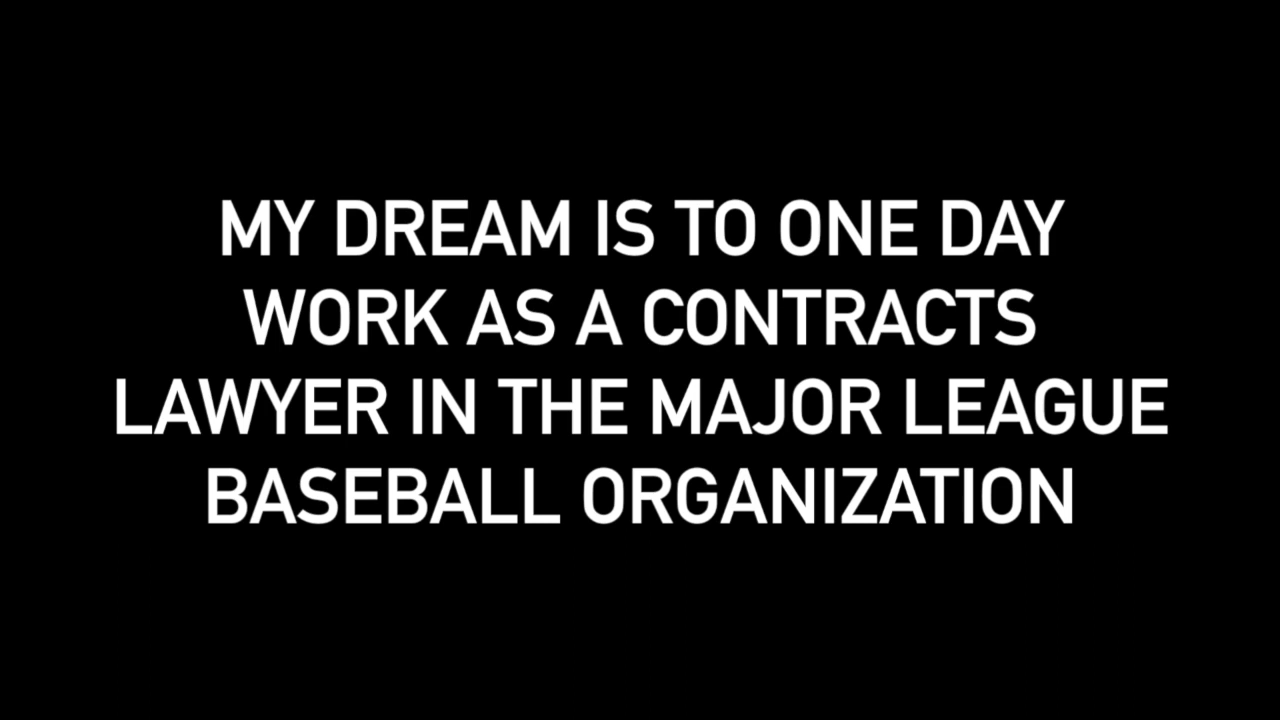 MY DREAM IS TO ONE DAY
WORK AS A CONTRACTS
LAWYER IN THE MAJOR LEAGUE
BASEBALL ORGANIZATION